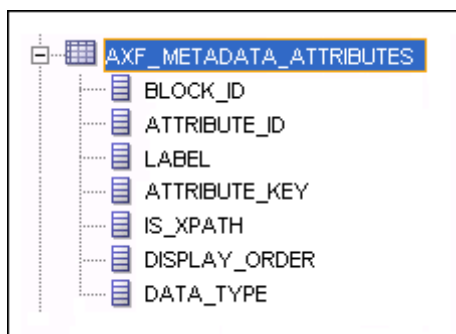 AXF_METADATA_ATTRIBUTES
BLOCK_ID
ATTRIBUTE_ID
LABEL
ATTRIBUTE_KEY
IS_XPATH
DISPLAY_ORDER
DATA_TYPE